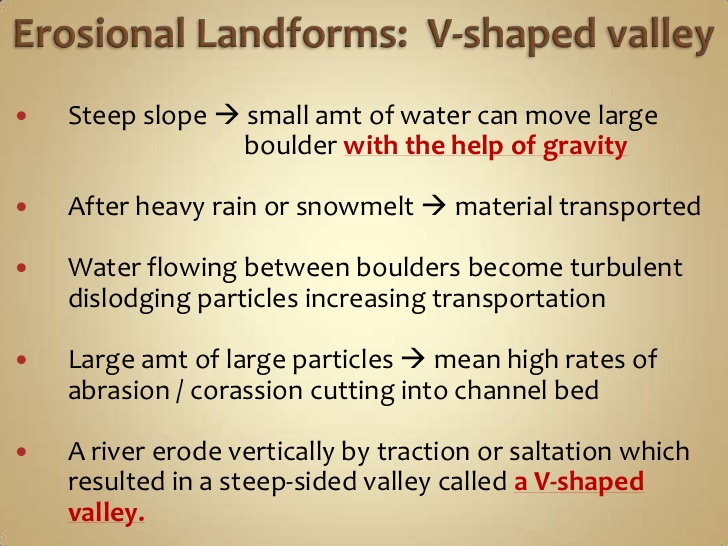 Erosional Landforms: V-shaped valley
• Steep slope → small amt of water can move large
boulder with the help of gravity
• After heavy rain or snowmelt → material transported
• Water flowing between boulders become turbulent
dislodging particles increasing transportation
• Large amt of large particles → mean high rates of
abrasion / corassion cutting into channel bed
• A river erode vertically by traction or saltation which
resulted in a steep-sided valley called a V-shaped
valley.